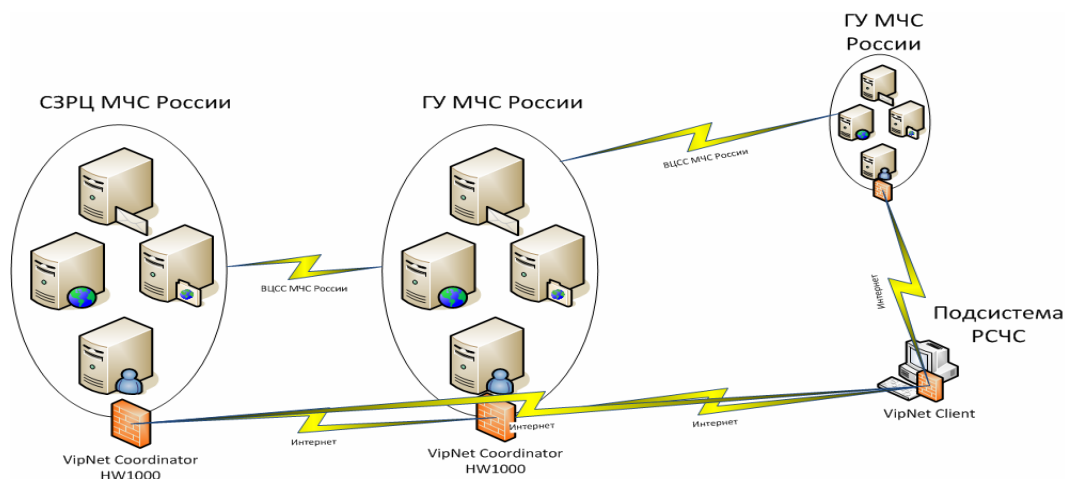 ГУ МЧС
России
СЗРЦ МЧС России
ГУ МЧС России
ВЦСС МЧС России
ВЦСС МЧС России
Интернет
Подсистема
РСЧС
VipNet Client
Интернет
Интернет
Интернет
VipNet Coordinator
HW1000
VipNet Coordinator
HW1000